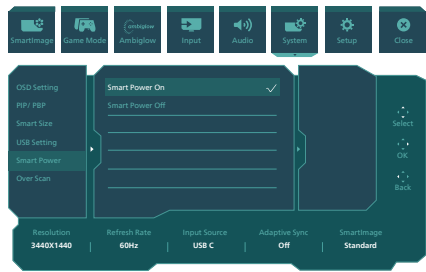 SmartImage Game Mode Ambiglow Input Audio System Setup Close
ambiglow
OSD Setting
PIP/ PBP
Smart Size
USB Setting
Smart Power
Over Scan
Smart Power On
Smart Power Off
Select
OK
Back
Resolution Refresh Rate Input Source Adaptive Sync SmartImage
3440X1440 | 60Hz | USB C | Off | Standard